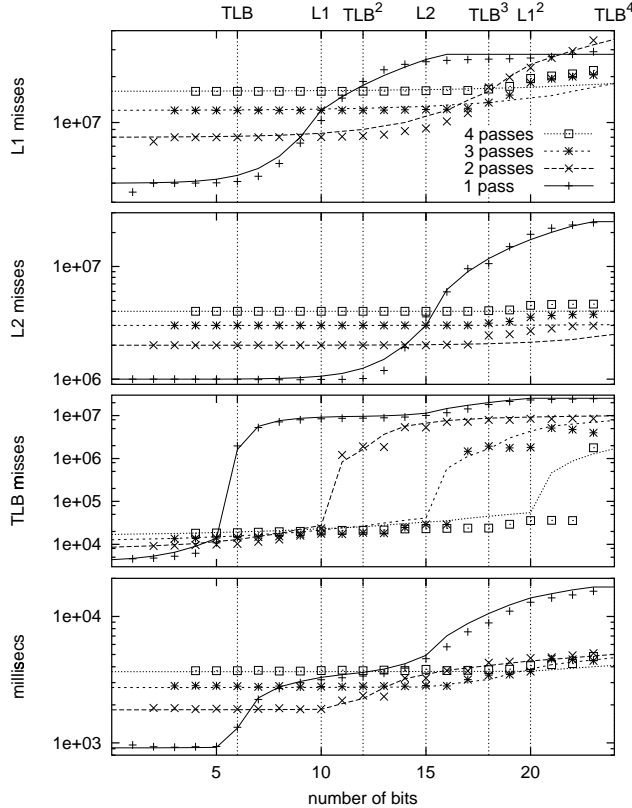 TLB L1 TLB² L2 TLB³ L1² TLB⁴
L1 misses
1e+07
4 passes
3 passes
2 passes
1 pass
L2 misses
1e+07
1e+06
TLB misses
1e+07
1e+06
1e+05
1e+04
millisecs
1e+04
1e+03
5 10 15 20
number of bits